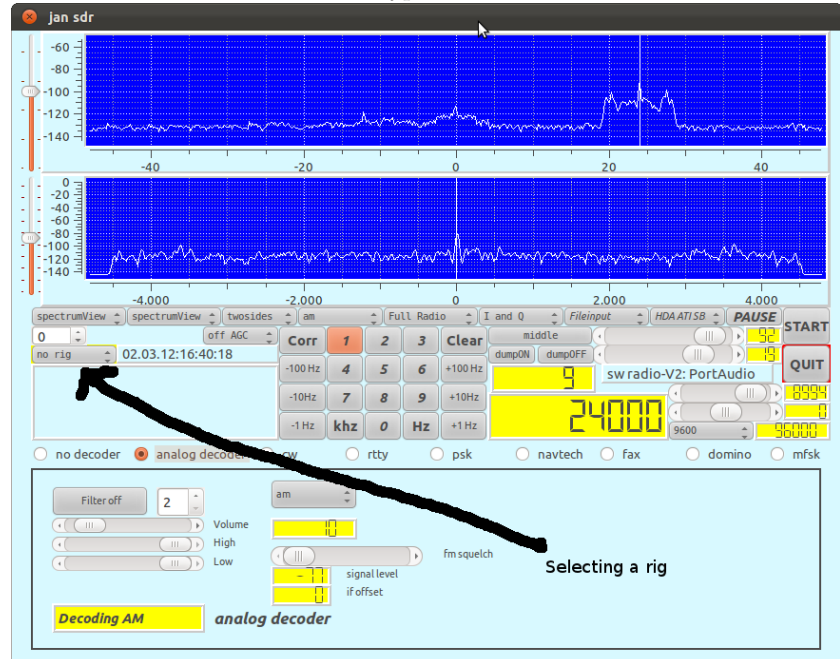 jan sdr
-60
-80
-100
-120
-140
-40 -20 0 20 40
0
-20
-40
-60
-80
-100
-120
-140
-4.000 -2.000 0 2.000 4.000
spectrumView spectrumView twosides am Full Radio I and Q Fileinput HDA ATI SB PAUSE START
0 off AGC Corr 1 2 3 Clear middle 92
no rig 02.03.12:16:40:18 dumpON dumpOFF 19 QUIT
-100 Hz 4 5 6 +100 Hz 9 sw radio-V2: PortAudio
-10Hz 7 8 9 +10Hz 24000 0
-1 Hz khz 0 Hz +1 Hz 9600 96000
no decoder analog decoder cw rtty psk navtech fax domino mfsk
Filter off 2 am
Volume 10
High
Low fm squelch
-77 signal level
0 if offset
Selecting a rig
Decoding AM analog decoder